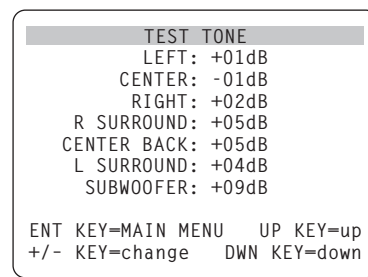 TEST TONE
LEFT: +01dB
CENTER: -01dB
RIGHT: +02dB
R SURROUND: +05dB
CENTER BACK: +05dB
L SURROUND: +04dB
SUBWOOFER: +09dB
ENT KEY=MAIN MENU UP KEY=up
+/- KEY=change DWN KEY=down